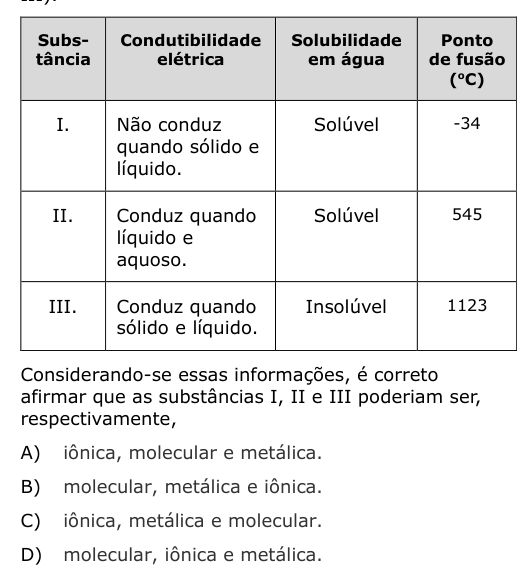 Subs-
tância
Condutibilidade
elétrica
Solubilidade
em água
Ponto
de fusão
(ºC)
I.
Não conduz
quando sólido e
líquido.
Solúvel
-34
II.
Conduz quando
líquido e
aquoso.
Solúvel
545
III.
Conduz quando
sólido e líquido.
Insolúvel
1123
Considerando-se essas informações, é correto
afirmar que as substâncias I, II e III poderiam ser,
respectivamente,
A) iônica, molecular e metálica.
B) molecular, metálica e iônica.
C) iônica, metálica e molecular.
D) molecular, iônica e metálica.